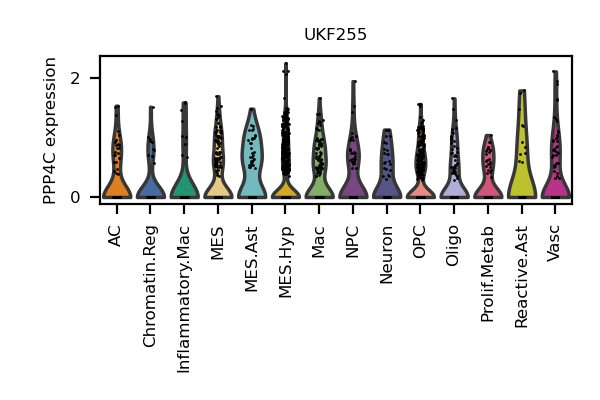 UKF255
PPP4C expression
2
0
AC
Chromatin.Reg
Inflammatory.Mac
MES
MES.Ast
MES.Hyp
Mac
NPC
Neuron
OPC
Oligo
Prolif.Metab
Reactive.Ast
Vasc